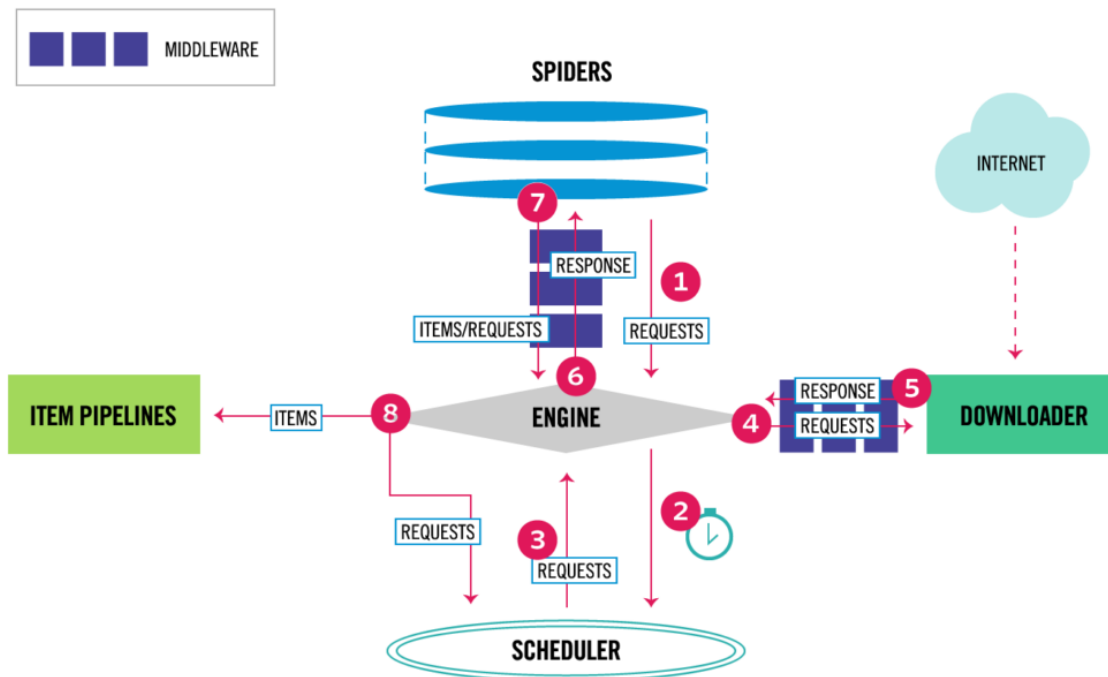 MIDDLEWARE
SPIDERS
INTERNET
7
RESPONSE
1
ITEMS/REQUESTS
REQUESTS
6
5
RESPONSE
ITEM PIPELINES
ITEMS
8
ENGINE
4
REQUESTS
DOWNLOADER
2
REQUESTS
3
REQUESTS
SCHEDULER